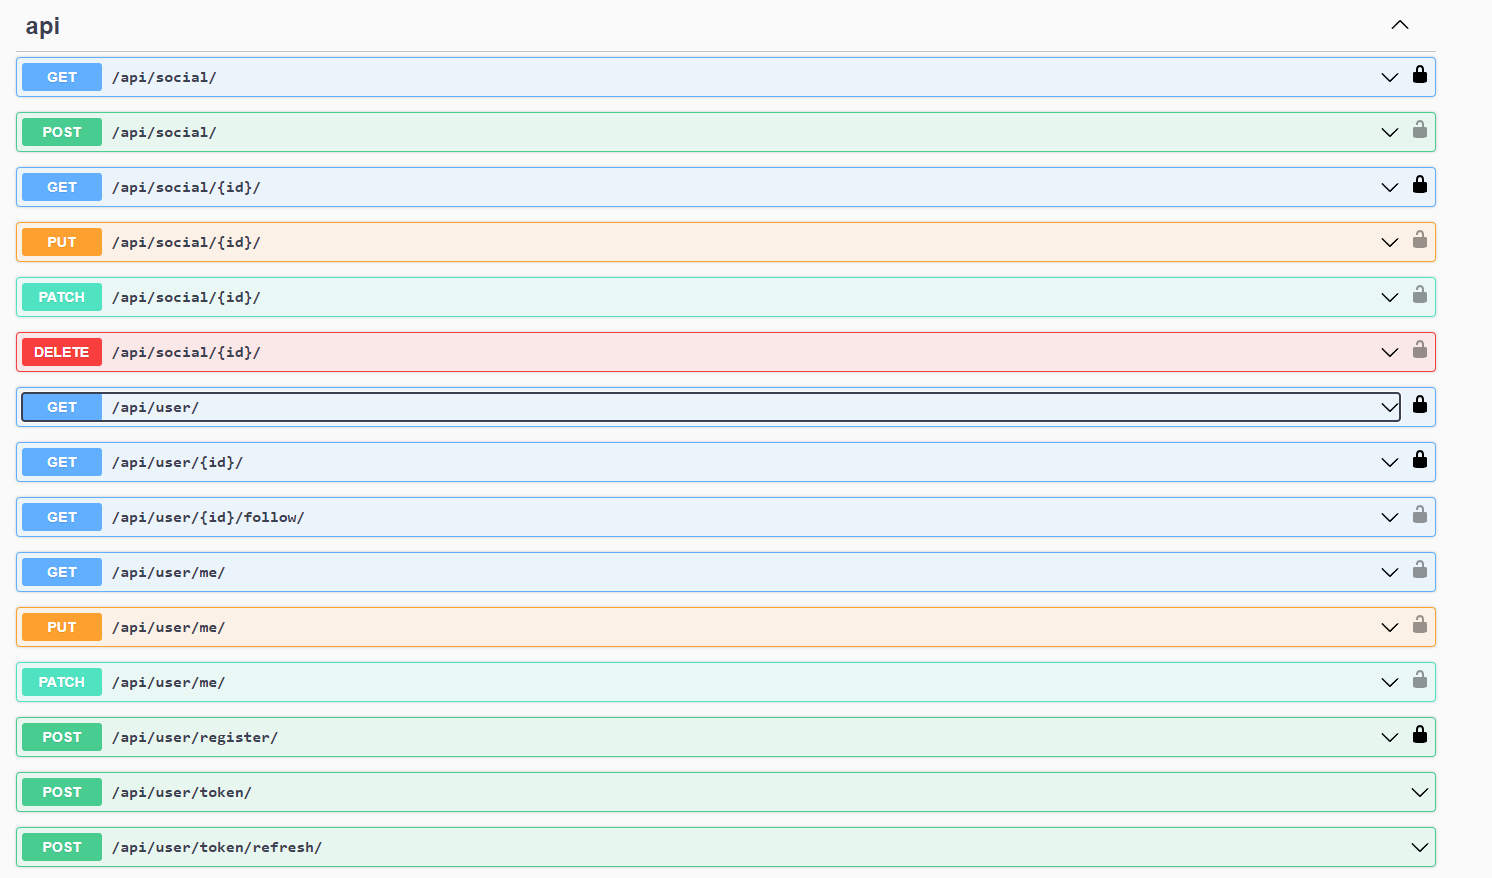 api
GET /api/social/
POST /api/social/
GET /api/social/{id}/
PUT /api/social/{id}/
PATCH /api/social/{id}/
DELETE /api/social/{id}/
GET /api/user/
GET /api/user/{id}/
GET /api/user/{id}/follow/
GET /api/user/me/
PUT /api/user/me/
PATCH /api/user/me/
POST /api/user/register/
POST /api/user/token/
POST /api/user/token/refresh/